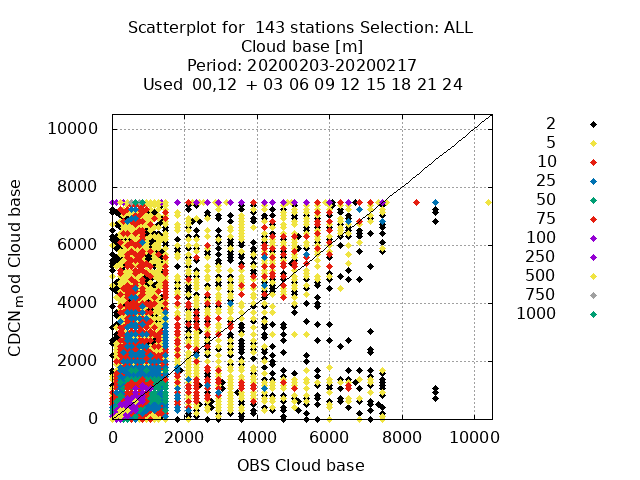 Scatterplot for 143 stations Selection: ALL
Cloud base [m]
Period: 20200203-20200217
Used 00,12 + 03 06 09 12 15 18 21 24
10000
8000
6000
4000
2000
0
CDCN_mod Cloud base
0 2000 4000 6000 8000 10000
OBS Cloud base
2
5
10
25
50
75
100
250
500
750
1000